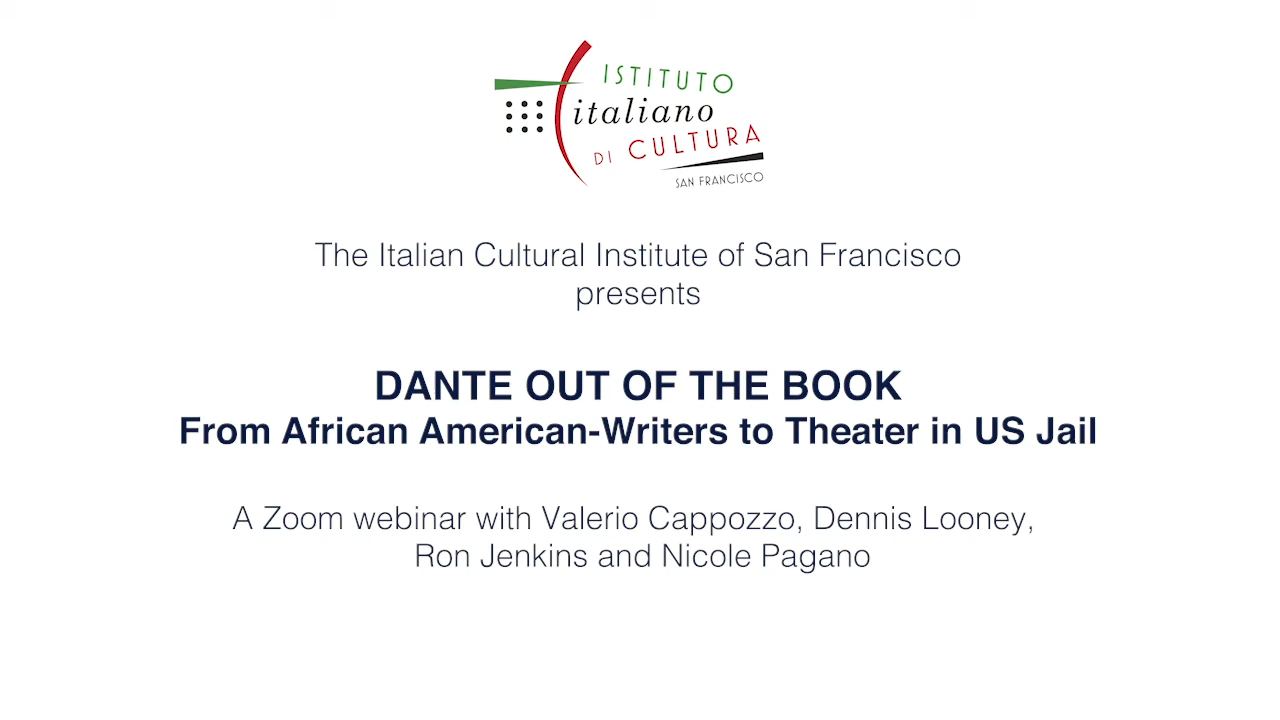 ISTITUTO
italiano
DI CULTURA
SAN FRANCISCO
The Italian Cultural Institute of San Francisco
presents
DANTE OUT OF THE BOOK
From African American-Writers to Theater in US Jail
A Zoom webinar with Valerio Cappozzo, Dennis Looney,
Ron Jenkins and Nicole Pagano